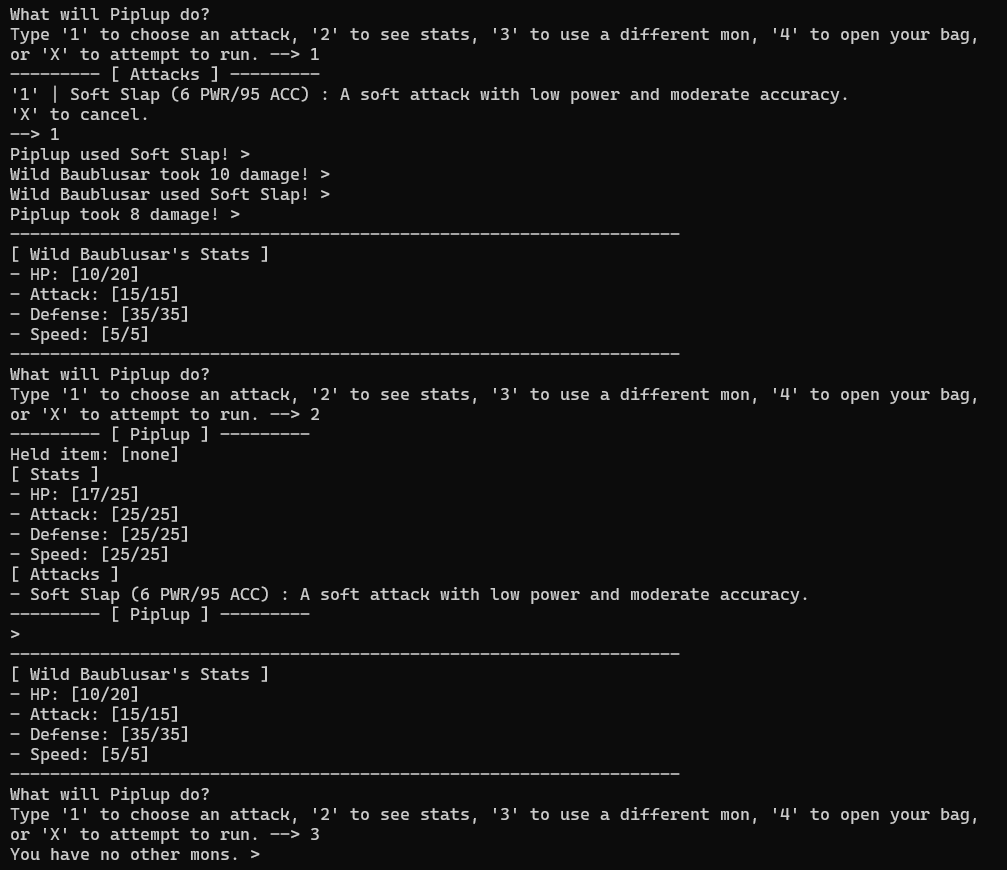 What will Piplup do?
Type '1' to choose an attack, '2' to see stats, '3' to use a different mon, '4' to open your bag,
or 'X' to attempt to run. --> 1
--------- [ Attacks ] ---------
'1' | Soft Slap (6 PWR/95 ACC) : A soft attack with low power and moderate accuracy.
'X' to cancel.
--> 1
Piplup used Soft Slap! >
Wild Baublusar took 10 damage! >
Wild Baublusar used Soft Slap! >
Piplup took 8 damage! >
-------------------------------------------------------------------
[ Wild Baublusar's Stats ]
- HP: [10/20]
- Attack: [15/15]
- Defense: [35/35]
- Speed: [5/5]
-------------------------------------------------------------------
What will Piplup do?
Type '1' to choose an attack, '2' to see stats, '3' to use a different mon, '4' to open your bag,
or 'X' to attempt to run. --> 2
--------- [ Piplup ] ---------
Held item: [none]
[ Stats ]
- HP: [17/25]
- Attack: [25/25]
- Defense: [25/25]
- Speed: [25/25]
[ Attacks ]
- Soft Slap (6 PWR/95 ACC) : A soft attack with low power and moderate accuracy.
--------- [ Piplup ] ---------
>
-------------------------------------------------------------------
[ Wild Baublusar's Stats ]
- HP: [10/20]
- Attack: [15/15]
- Defense: [35/35]
- Speed: [5/5]
-------------------------------------------------------------------
What will Piplup do?
Type '1' to choose an attack, '2' to see stats, '3' to use a different mon, '4' to open your bag,
or 'X' to attempt to run. --> 3
You have no other mons. >